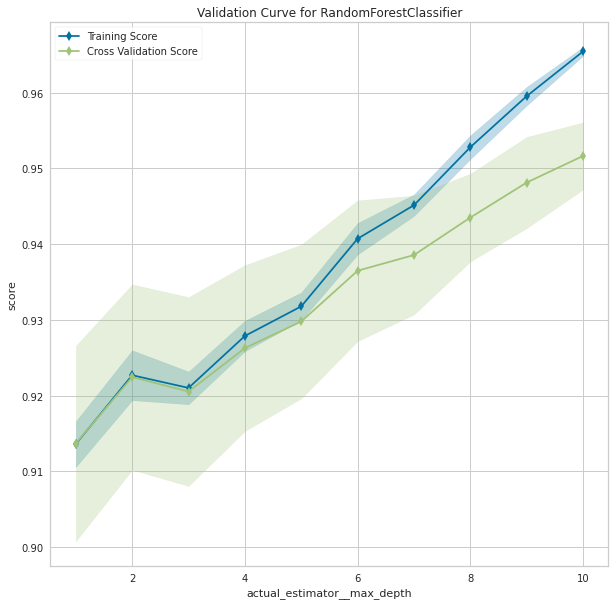 Validation Curve for RandomForestClassifier
Training Score
Cross Validation Score
0.96
0.95
0.94
0.93
0.92
0.91
0.90
score
2
4
6
8
10
actual_estimator__max_depth